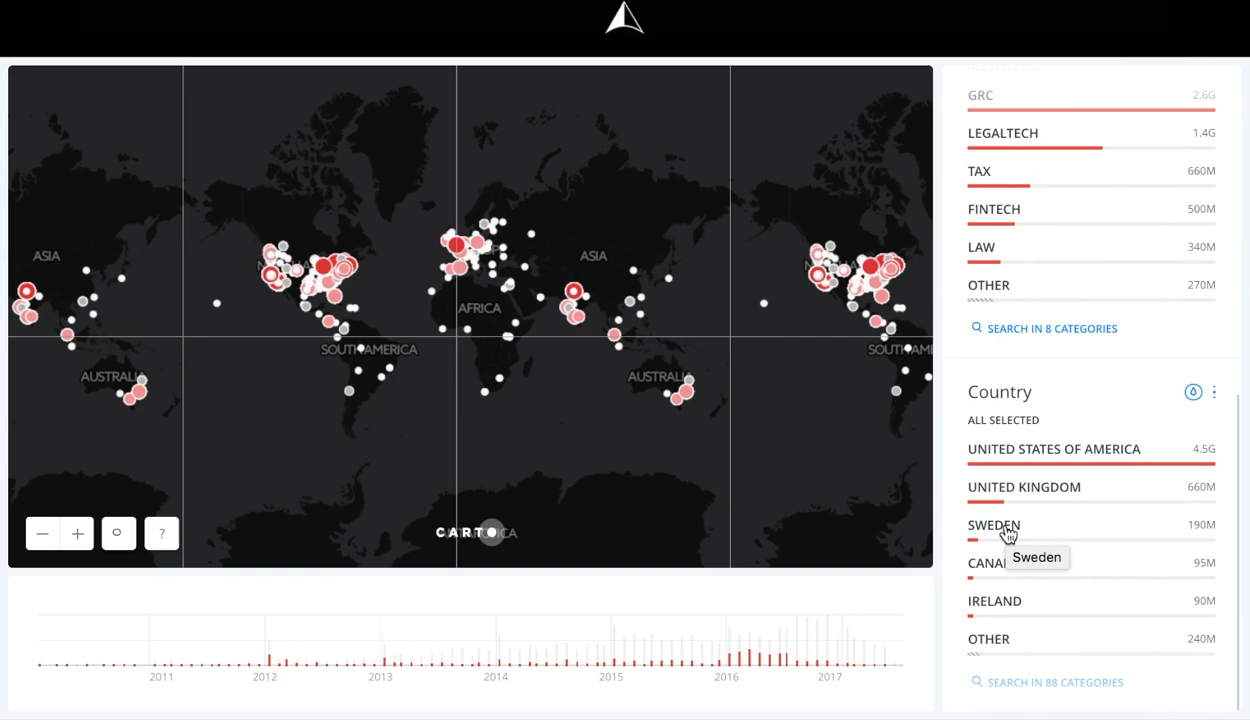 GRC 2.6G
LEGALTECH 1.4G
TAX 660M
FINTECH 500M
LAW 340M
OTHER 270M
SEARCH IN 8 CATEGORIES
Country
ALL SELECTED
UNITED STATES OF AMERICA 4.5G
UNITED KINGDOM 660M
SWEDEN 190M
Sweden
95M
IRELAND 90M
OTHER 240M
SEARCH IN 88 CATEGORIES
ASIA
ASIA
AFRICA
SOUTH AMERICA
AUSTRALIA
AUSTRALIA
CARTO
− + ?
2011 2012 2013 2014 2015 2016 2017